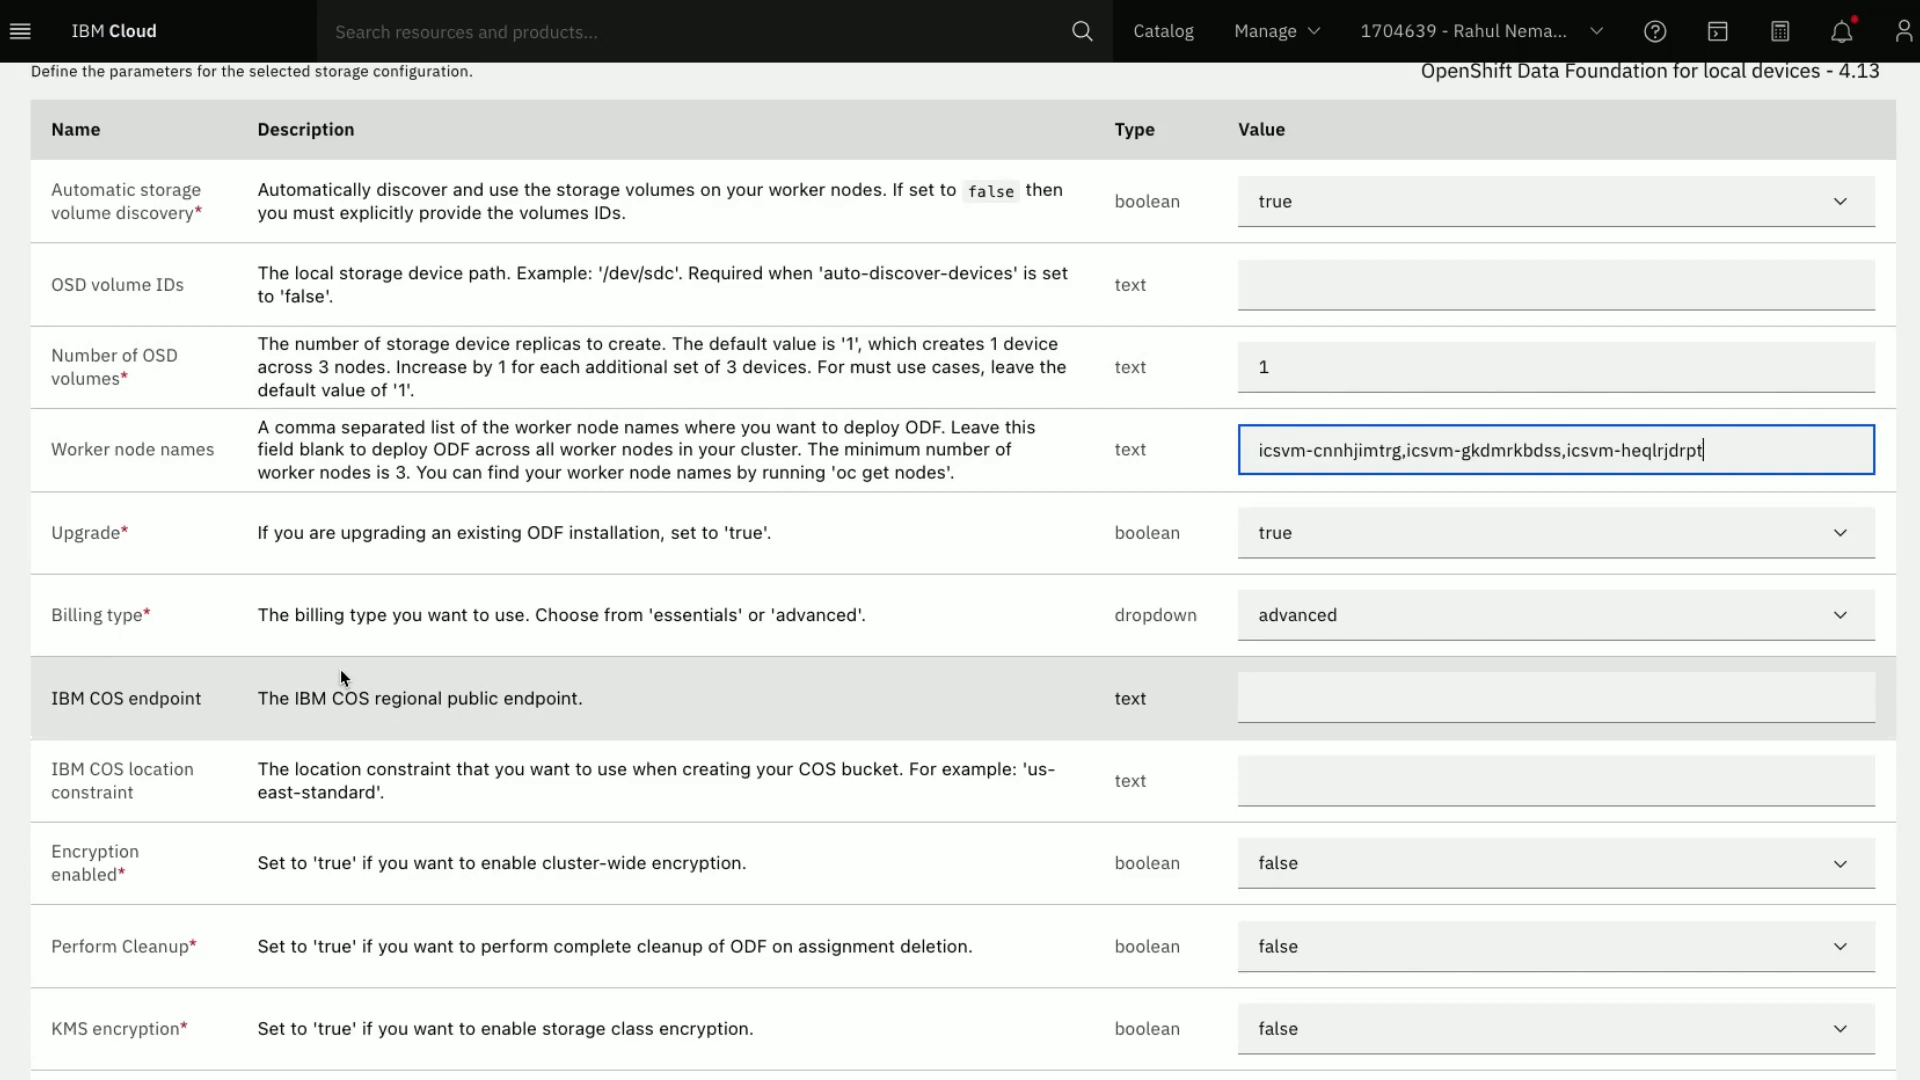 IBM Cloud
Search resources and products...
Catalog
Manage
1704639 - Rahul Nema...
Define the parameters for the selected storage configuration.
OpenShift Data Foundation for local devices - 4.13
Name
Description
Type
Value
Automatic storage
volume discovery*
Automatically discover and use the storage volumes on your worker nodes. If set to false then
you must explicitly provide the volumes IDs.
boolean
true
OSD volume IDs
The local storage device path. Example: '/dev/sdc'. Required when 'auto-discover-devices' is set
to 'false'.
text
Number of OSD
volumes*
The number of storage device replicas to create. The default value is '1', which creates 1 device
across 3 nodes. Increase by 1 for each additional set of 3 devices. For must use cases, leave the
default value of '1'.
text
1
Worker node names
A comma separated list of the worker node names where you want to deploy ODF. Leave this
field blank to deploy ODF across all worker nodes in your cluster. The minimum number of
worker nodes is 3. You can find your worker node names by running 'oc get nodes'.
text
icsvm-cnnhjimtrg,icsvm-gkdmrkbdss,icsvm-heqlrjdrpt
Upgrade*
If you are upgrading an existing ODF installation, set to 'true'.
boolean
true
Billing type*
The billing type you want to use. Choose from 'essentials' or 'advanced'.
dropdown
advanced
IBM COS endpoint
The IBM COS regional public endpoint.
text
IBM COS location
constraint
The location constraint that you want to use when creating your COS bucket. For example: 'us-
east-standard'.
text
Encryption
enabled*
Set to 'true' if you want to enable cluster-wide encryption.
boolean
false
Perform Cleanup*
Set to 'true' if you want to perform complete cleanup of ODF on assignment deletion.
boolean
false
KMS encryption*
Set to 'true' if you want to enable storage class encryption.
boolean
false